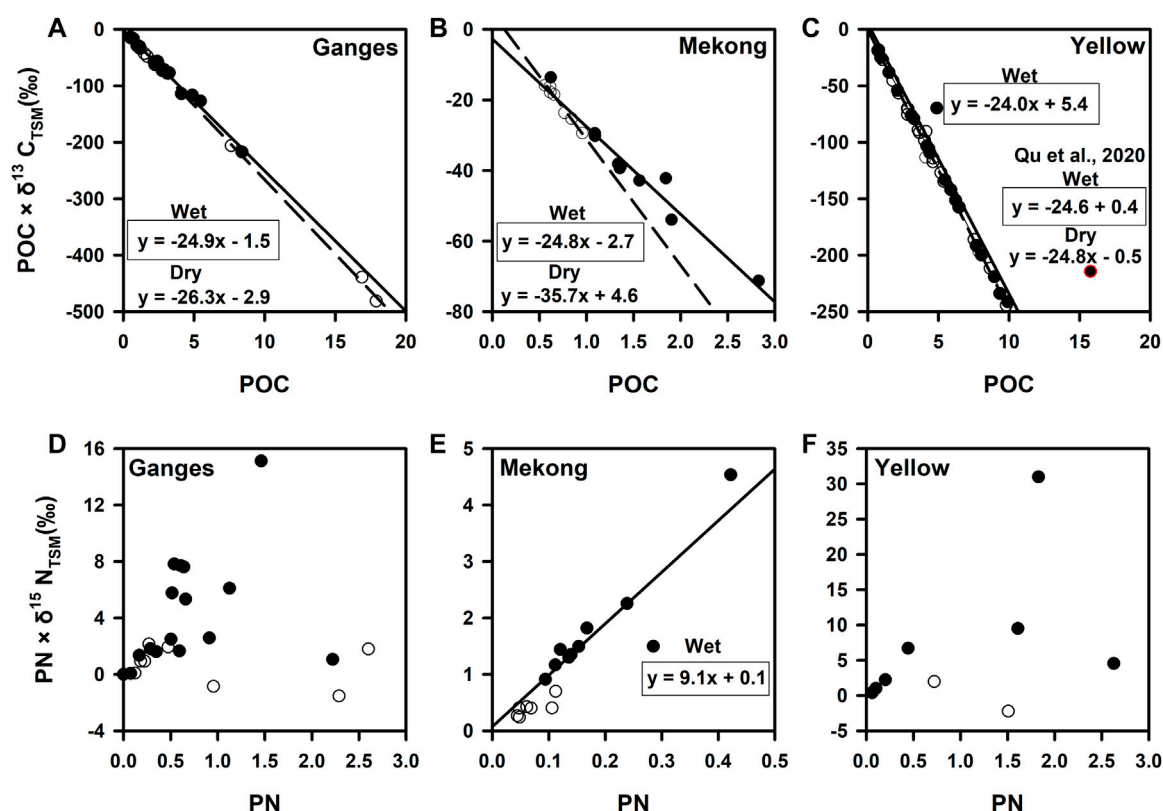 A
Ganges
POC × δ¹³ C_TSM(‰)
0
-100
-200
-300
-400
-500
Wet
y = -24.9x - 1.5
Dry
y = -26.3x - 2.9
0 5 10 15 20
POC
B
Mekong
0
-20
-40
-60
-80
Wet
y = -24.8x - 2.7
Dry
y = -35.7x + 4.6
0.0 0.5 1.0 1.5 2.0 2.5 3.0
POC
C
Yellow
0
-50
-100
-150
-200
-250
Wet
y = -24.0x + 5.4
Qu et al., 2020
Wet
y = -24.6 + 0.4
Dry
y = -24.8x - 0.5
0 5 10 15 20
POC
D
Ganges
PN × δ¹⁵ N_TSM(‰)
16
12
8
4
0
-4
0.0 0.5 1.0 1.5 2.0 2.5 3.0
PN
E
Mekong
5
4
3
2
1
0
Wet
y = 9.1x + 0.1
0.0 0.1 0.2 0.3 0.4 0.5
PN
F
Yellow
35
30
25
20
15
10
5
0
-5
0.0 0.5 1.0 1.5 2.0 2.5 3.0
PN